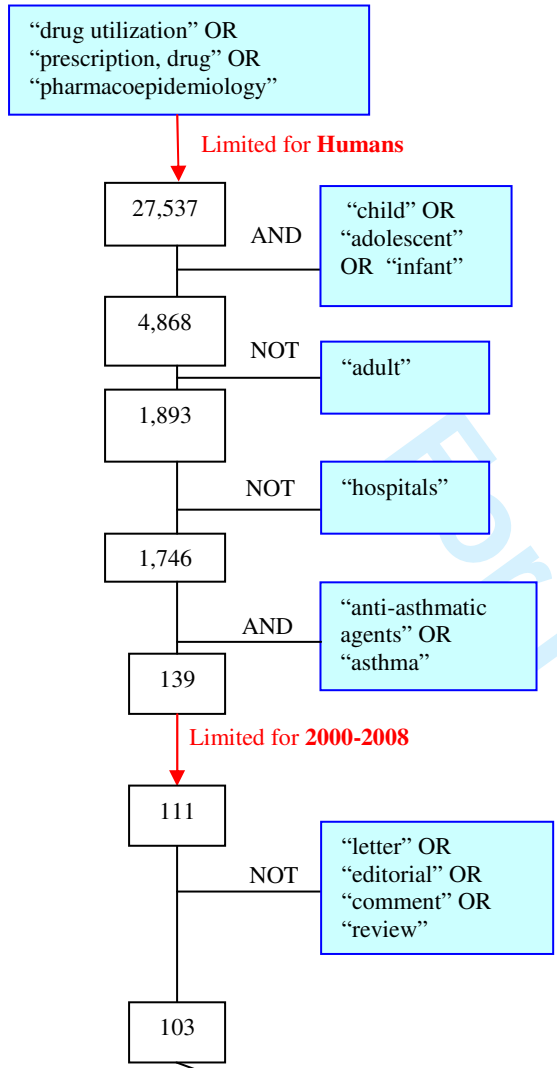 “drug utilization” OR
“prescription, drug” OR
“pharmacoepidemiology”
Limited for Humans
27,537
AND
“child” OR
“adolescent”
OR “infant”
4,868
NOT
“adult”
1,893
NOT
“hospitals”
1,746
AND
“anti-asthmatic
agents” OR
“asthma”
139
Limited for 2000-2008
111
NOT
“letter” OR
“editorial” OR
“comment” OR
“review”
103
For